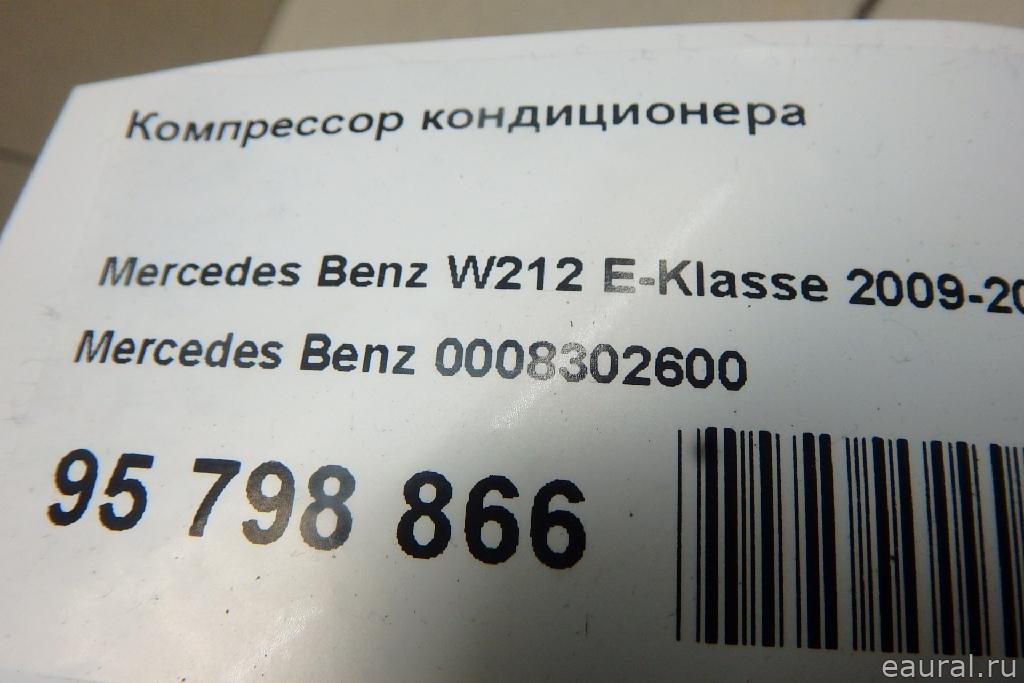 Компрессор кондиционера
Mercedes Benz W212 E-Klasse 2009-20
Mercedes Benz 0008302600
95 798 866
eaural.ru